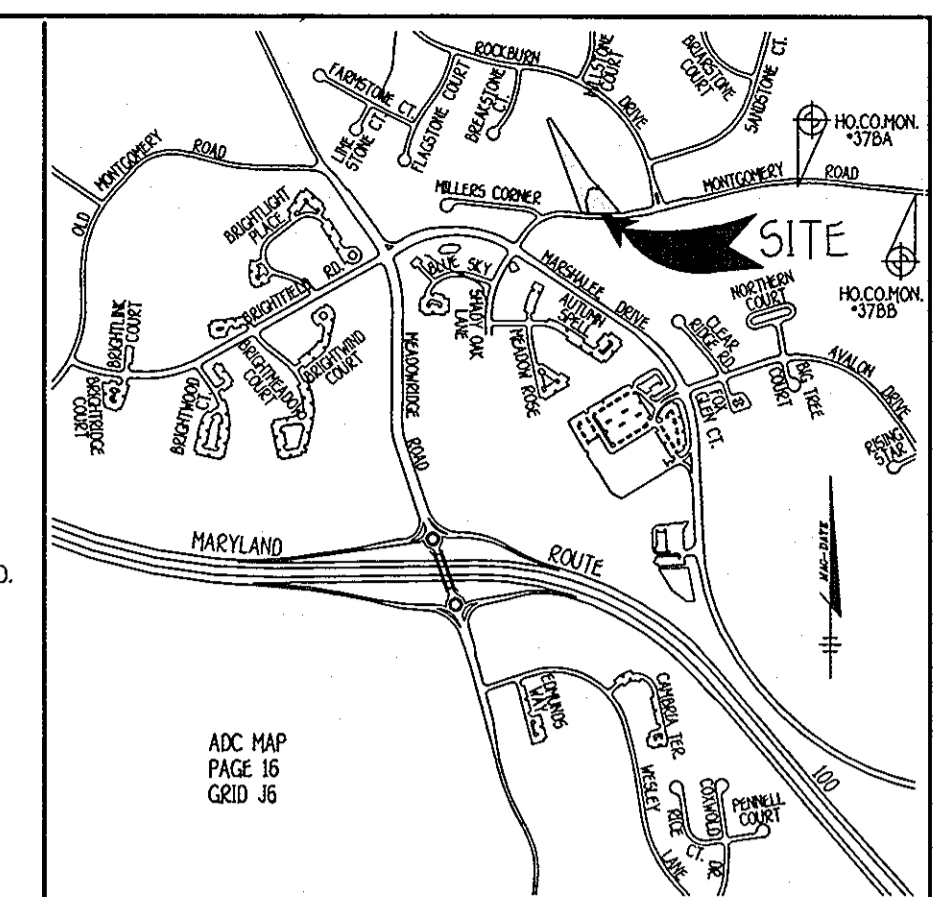 ROCKBURN
DRIVE
MILLSTONE
COURT
BRIARSTONE
COURT
SANDSTONE CT.
FARMSTONE CT.
LIME
STONE CT.
FLAGSTONE COURT
BREAKSTONE
CT.
HO.CO.MON.
•37BA
OLD
MONTGOMERY
ROAD
MILLERS CORNER
MONTGOMERY
ROAD
SITE
BRIGHTLIGHT
PLACE
BRIGHTFIELD
RD.
BLUE SKY
SHADY OAK
LANE
MARSHALEE
DRIVE
AUTUMN
SPELL
MEADOW ROSE
NORTHERN
COURT
HO.CO.MON.
•37BB
CLEAR
RIDGE RD.
FOX
GLEN CT.
BIG TREE
COURT
AVALON
DRIVE
RISING
STAR
BRIGHTLINK
COURT
BRIGHTRIDGE
COURT
BRIGHTWOOD
CT.
BRIGHTMEADOW
COURT
BRIGHTWIND
COURT
MEADOWRIDGE
ROAD
MARYLAND
ROUTE
100
D.
EDMUNDS
WAY
CAMBRIA TER.
WESLEY
LANE
RICE
CT.
COXWOLD
DR.
PENNELL
COURT
ADC MAP
PAGE 16
GRID J6